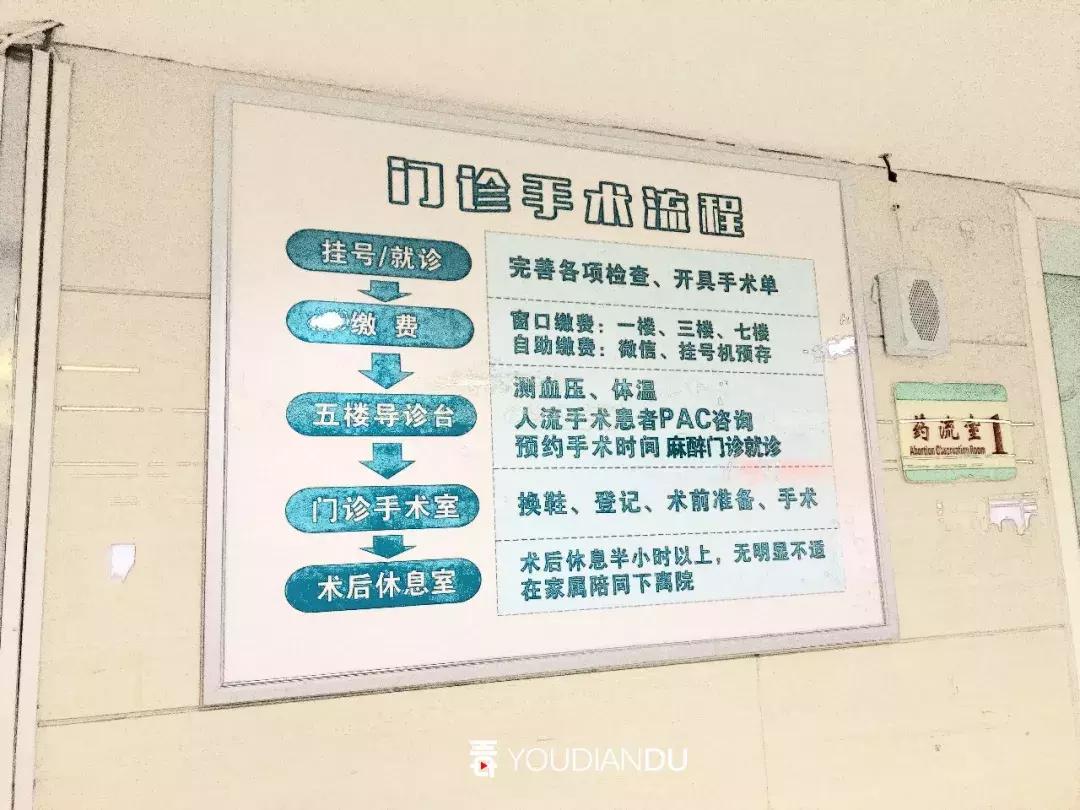 门诊手术流程
挂号/就诊
完善各项检查、开具手术单
缴费
窗口缴费：一楼、三楼、七楼
自助缴费：微信、挂号机预存
五楼导诊台
测血压、体温
人流手术患者PAC咨询
预约手术时间 麻醉门诊就诊
门诊手术室
换鞋、登记、术前准备、手术
术后休息室
术后休息半小时以上，无明显不适
在家属陪同下离院
药流室1
Abortion Observation Room
YOUDIANDU